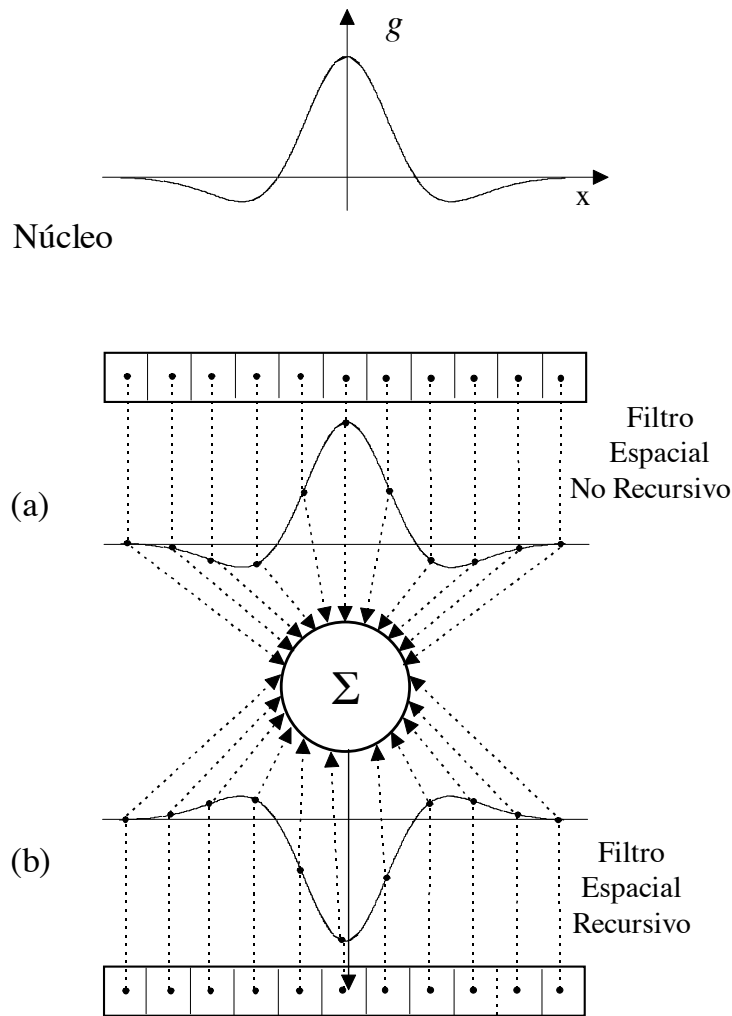 g
x
Núcleo
Filtro
Espacial
No Recursivo
(a)
Σ
(b)
Filtro
Espacial
Recursivo